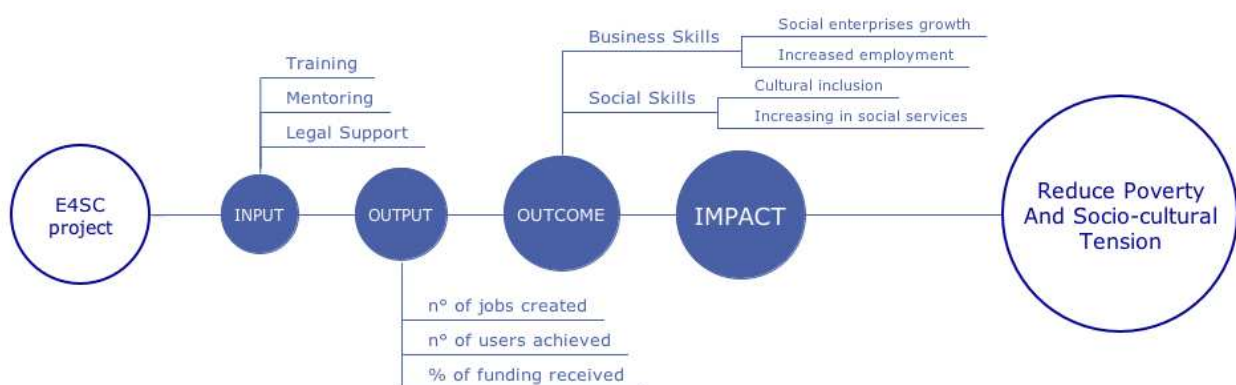 E4SC
project
INPUT
Training
Mentoring
Legal Support
OUTPUT
n° of jobs created
n° of users achieved
% of funding received
OUTCOME
Business Skills
Social enterprises growth
Increased employment
Social Skills
Cultural inclusion
Increasing in social services
IMPACT
Reduce Poverty
And Socio-cultural
Tension